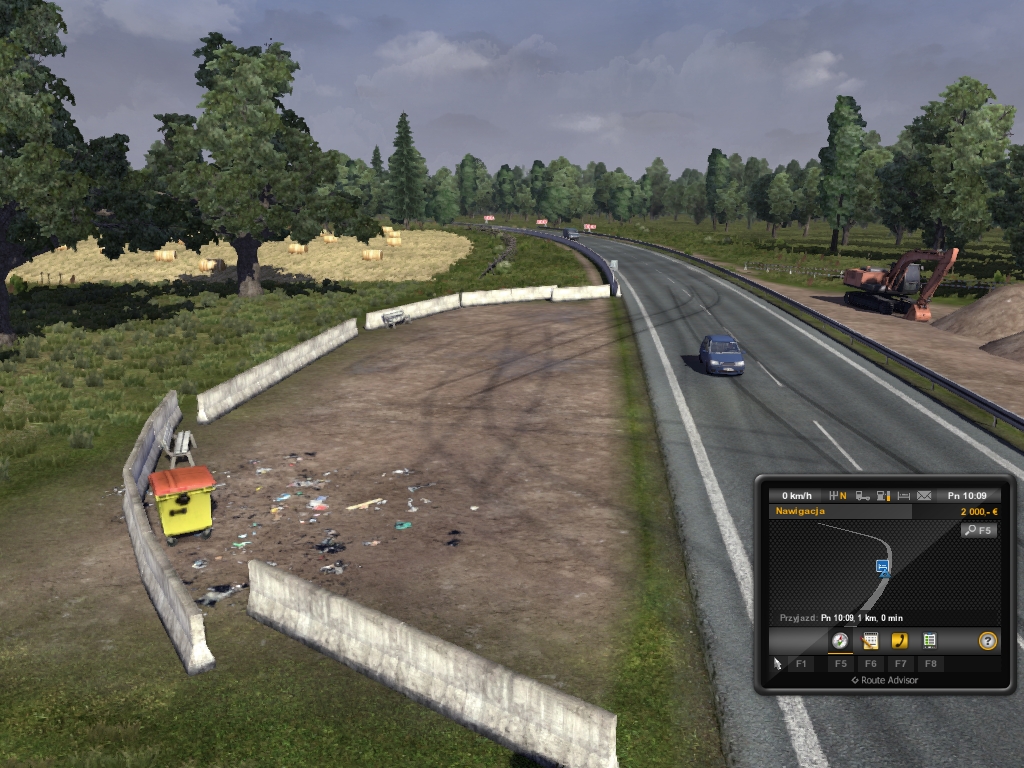 0 km/h N Pn 10:09
Nawigacja 2 000,- €
F5
Przyjazd: Pn 10:09, 1 km, 0 min
?
F1 F5 F6 F7 F8
Route Advisor